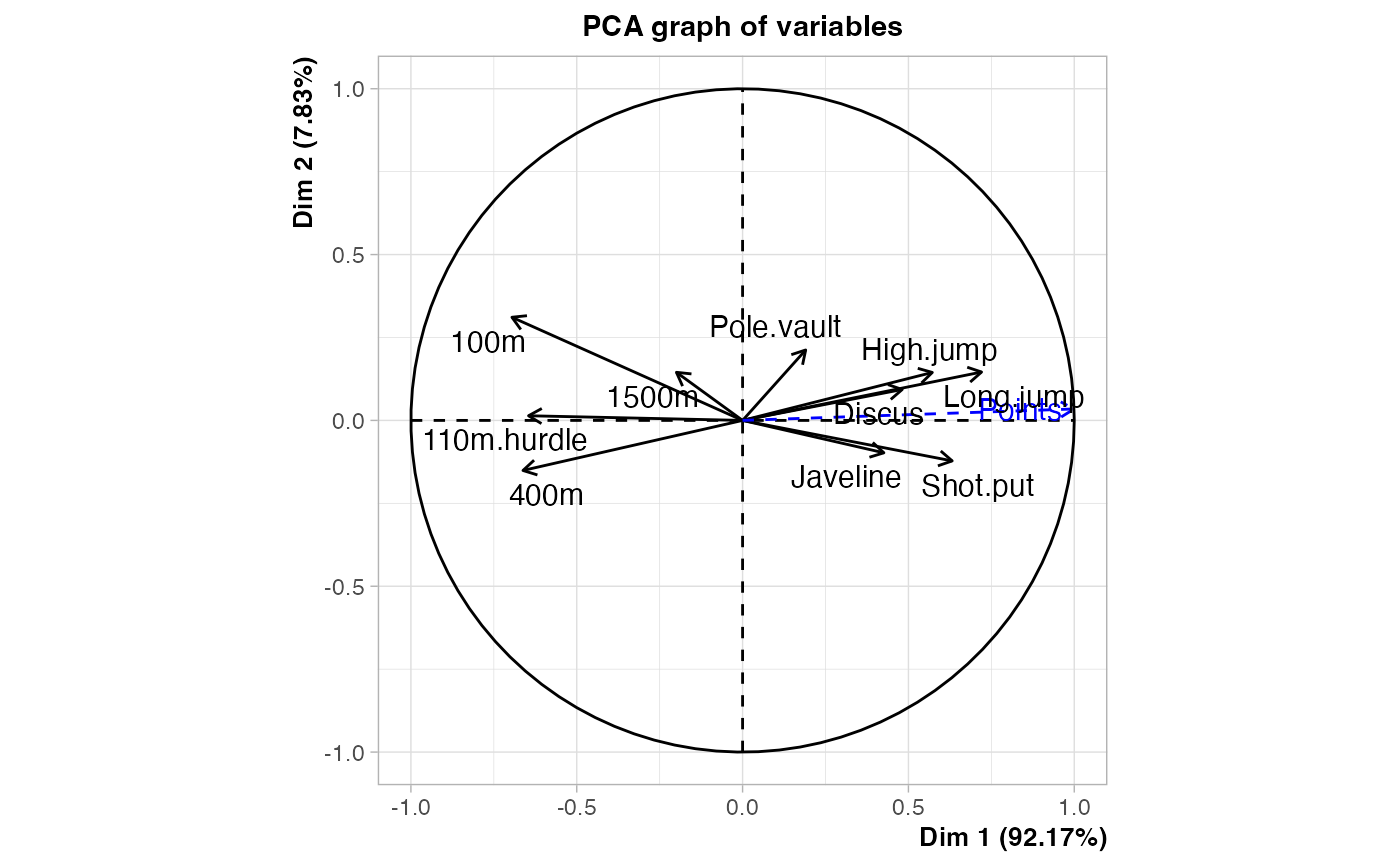 PCA graph of variables
Dim 2 (7.83%)
1.0
0.5
0.0
-0.5
-1.0
Pole.vault
100m
High.jump
1500m
Long.jump
Points
Discus
110m.hurdle
Javeline
Shot.put
400m
-1.0
-0.5
0.0
0.5
1.0
Dim 1 (92.17%)